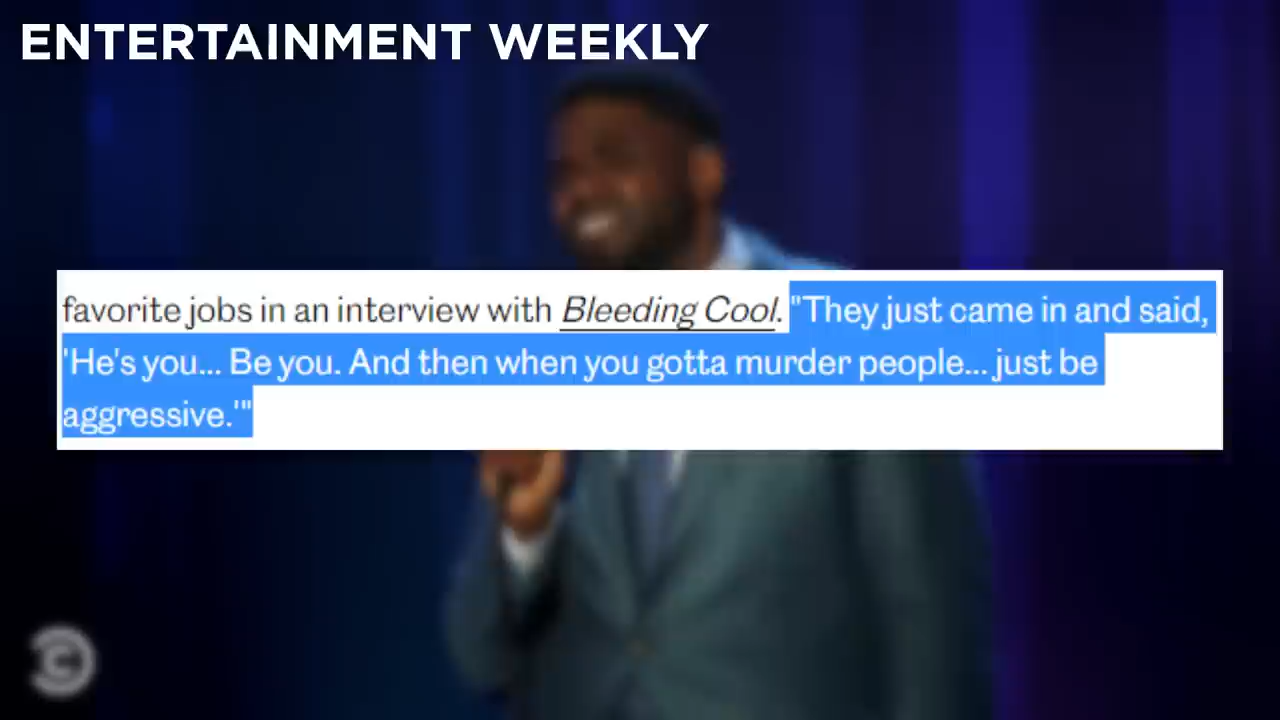 ENTERTAINMENT WEEKLY
favorite jobs in an interview with Bleeding Cool. "They just came in and said,
'He's you... Be you. And then when you gotta murder people... just be
aggressive.'"